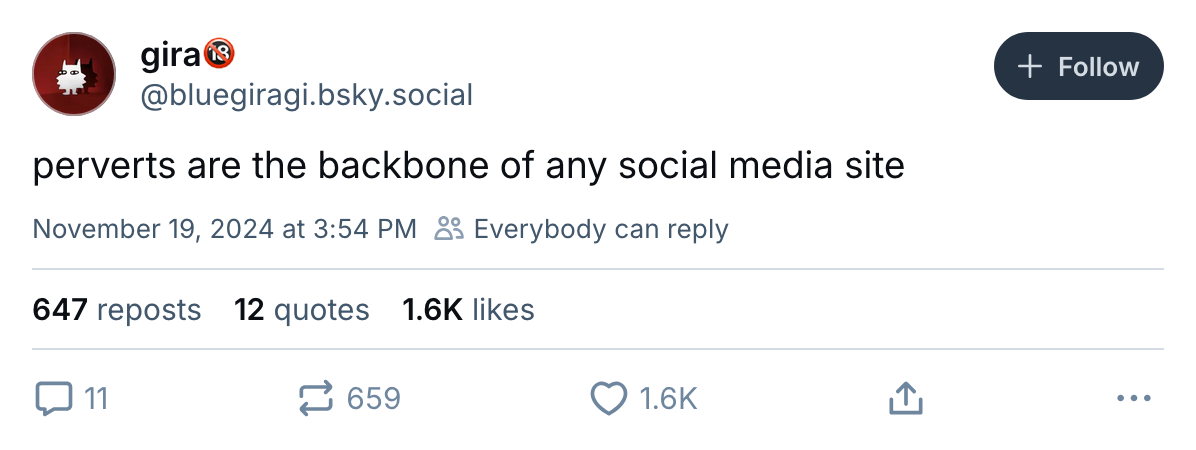 gira🔞
@bluegiragi.bsky.social
+ Follow
perverts are the backbone of any social media site
November 19, 2024 at 3:54 PM Everybody can reply
647 reposts 12 quotes 1.6K likes
11 659 1.6K